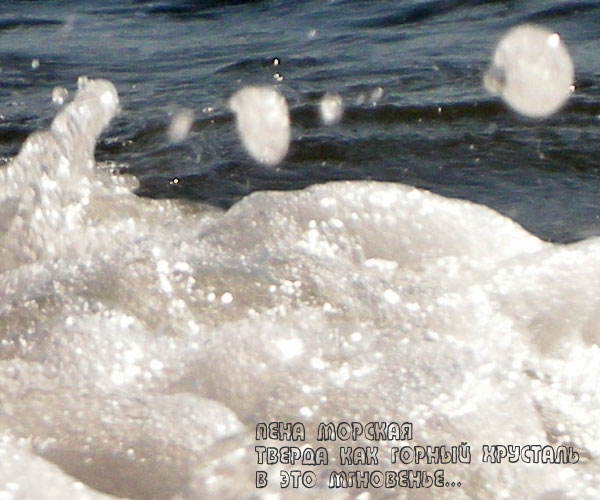 ПЕНА МОРСКАЯ
ТВЕРДА КАК ГОРНЫЙ ХРУСТАЛЬ
В ЭТО МГНОВЕНЬЕ...